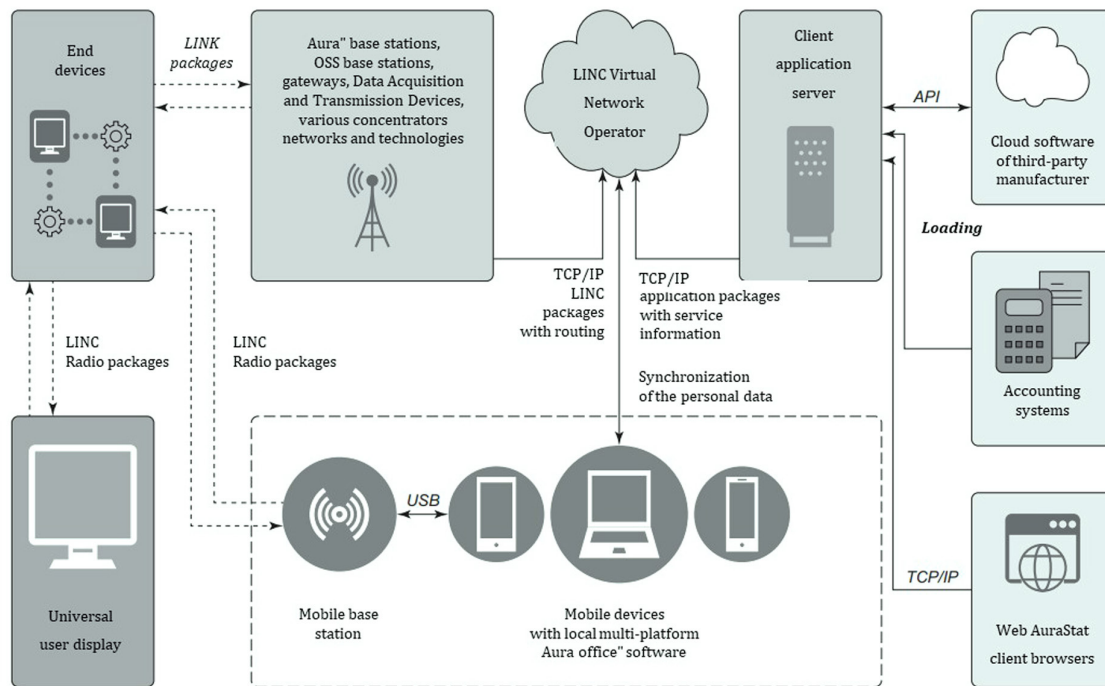 End
devices
LINK
packages
Aura" base stations,
OSS base stations,
gateways, Data Acquisition
and Transmission Devices,
various concentrators
networks and technologies
LINC Virtual
Network
Operator
Client
application
server
API
Cloud software
of third-party
manufacturer
Loading
TCP/IP
LINC
packages
with routing
TCP/IP
application packages
with service
information
LINC
Radio packages
LINC
Radio packages
Synchronization
of the personal data
Accounting
systems
USB
TCP/IP
Universal
user display
Mobile base
station
Mobile devices
with local multi-platform
Aura office" software
Web AuraStat
client browsers